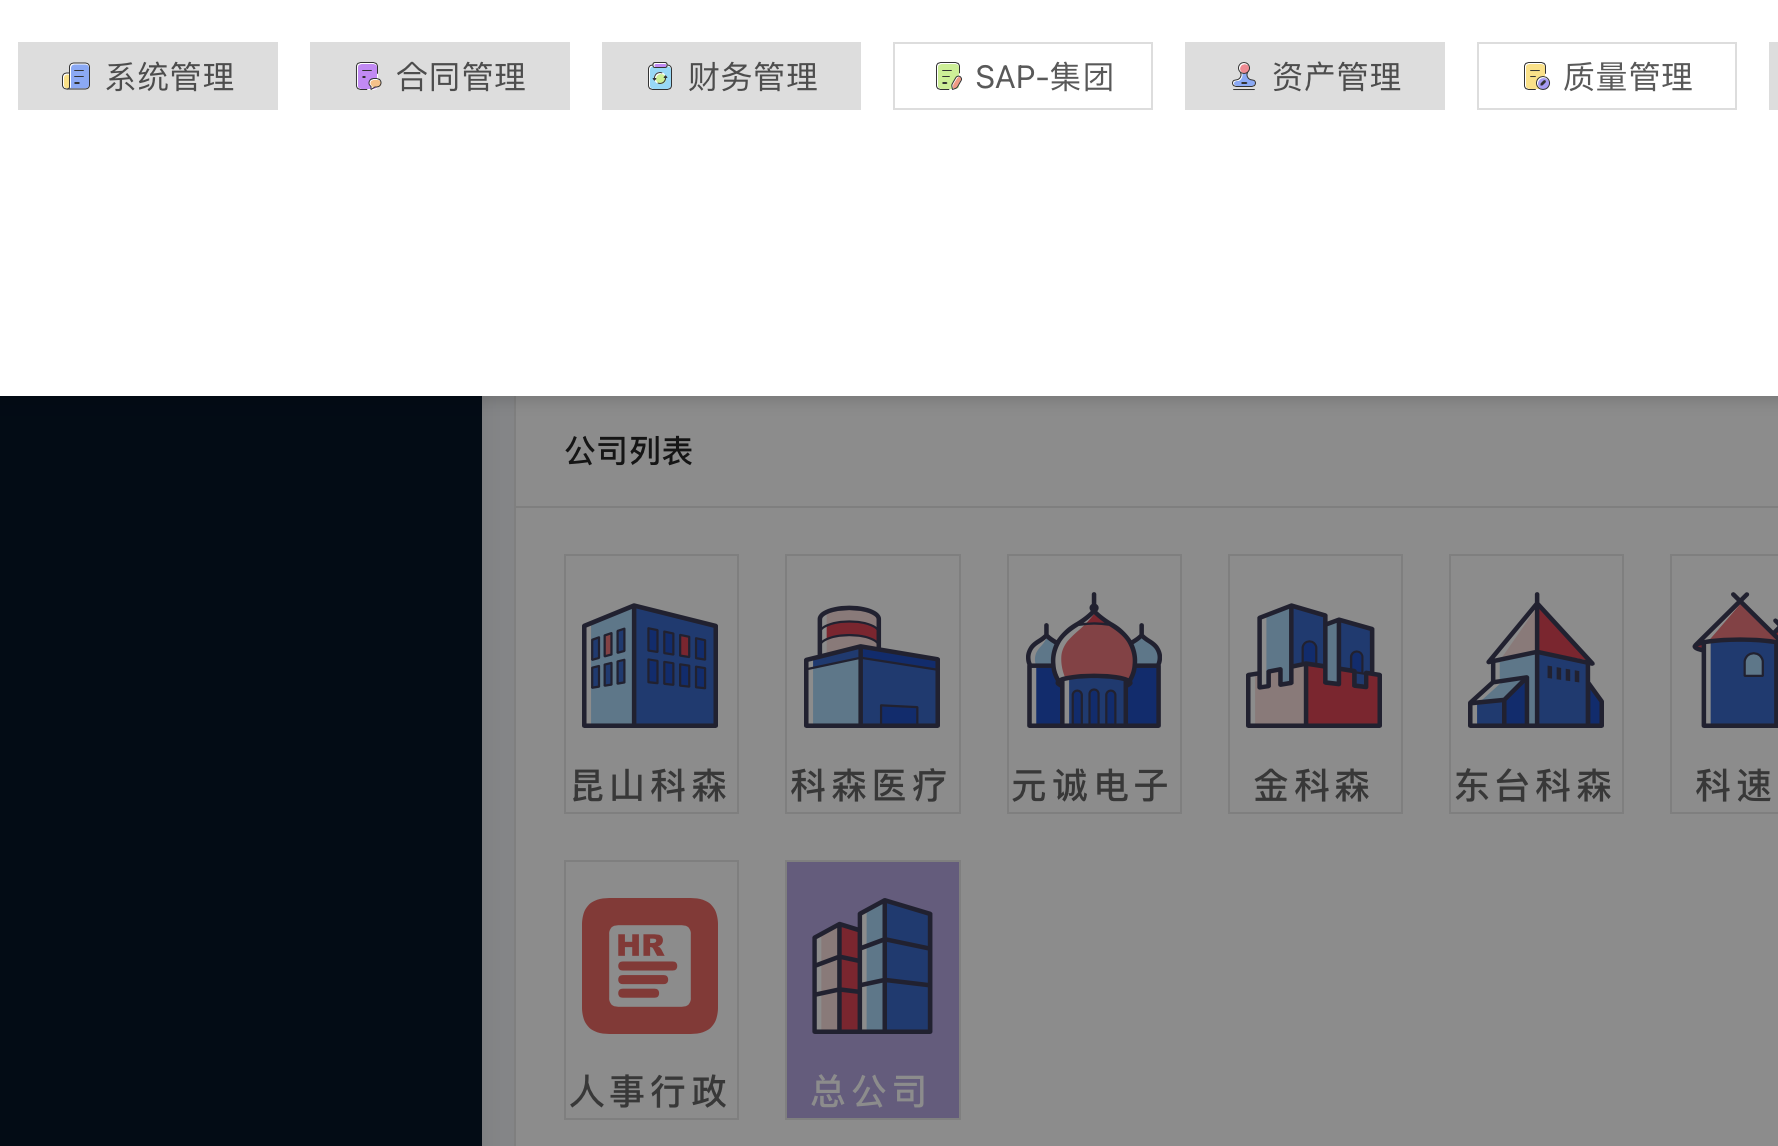 系统管理 合同管理 财务管理 SAP-集团 资产管理 质量管理
公司列表
昆山科森 科森医疗 元诚电子 金科森 东台科森 科速
HR
人事行政 总公司